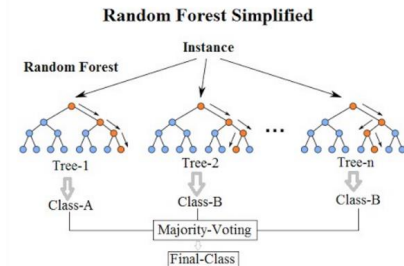 Random Forest Simplified
Instance
Random Forest
...
Tree-1 Tree-2 Tree-n
Class-A Class-B Class-B
Majority-Voting
Final-Class